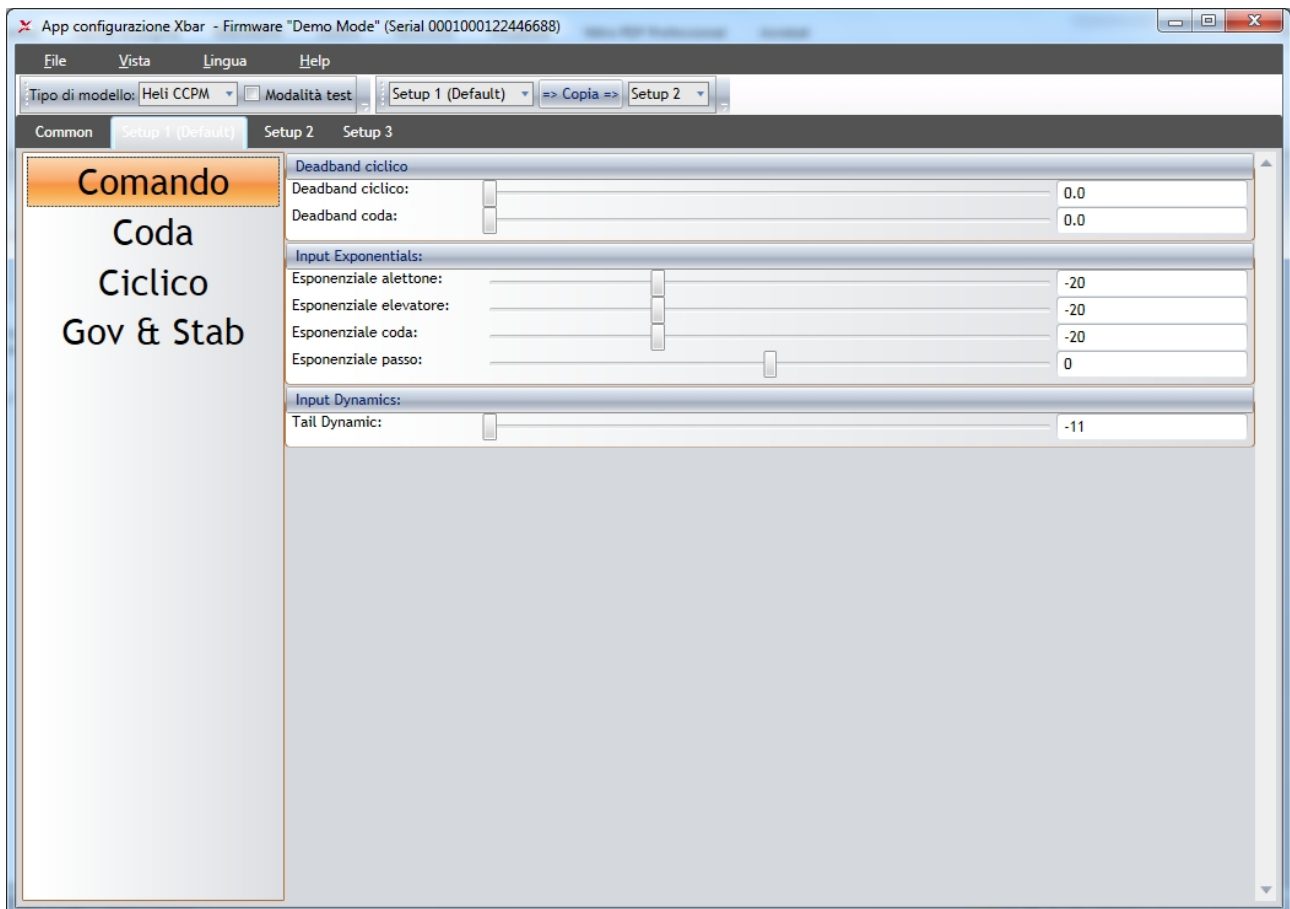 App configurazione Xbar - Firmware "Demo Mode" (Serial 0001000122446688)
File Vista Lingua Help
Tipo di modello: Heli CCPM Modalità test Setup 1 (Default) => Copia => Setup 2
Common Setup 1 (Default) Setup 2 Setup 3
Comando
Coda
Ciclico
Gov & Stab
Deadband ciclico
Deadband ciclico: 0.0
Deadband coda: 0.0
Input Exponentials:
Esponenziale alettone: -20
Esponenziale elevatore: -20
Esponenziale coda: -20
Esponenziale passo: 0
Input Dynamics:
Tail Dynamic: -11